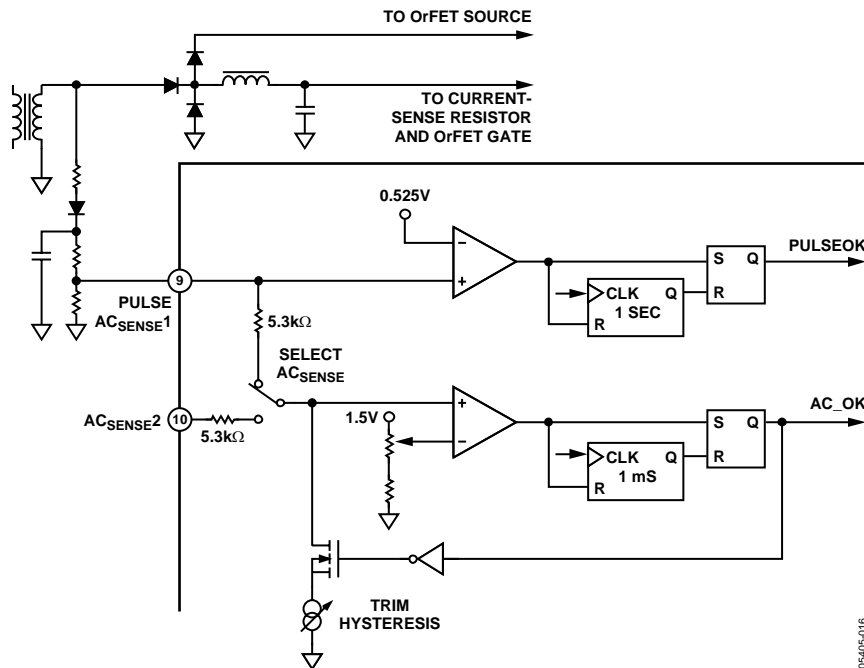 TO OrFET SOURCE
TO CURRENT-
SENSE RESISTOR
AND OrFET GATE
0.525V
−
+
S Q
R
PULSEOK
CLK Q
1 SEC
R
9
PULSE
AC_SENSE1
5.3kΩ
SELECT
AC_SENSE
10
AC_SENSE2
5.3kΩ
1.5V
+
−
S Q
R
AC_OK
CLK Q
1 mS
R
TRIM
HYSTERESIS
05405-016